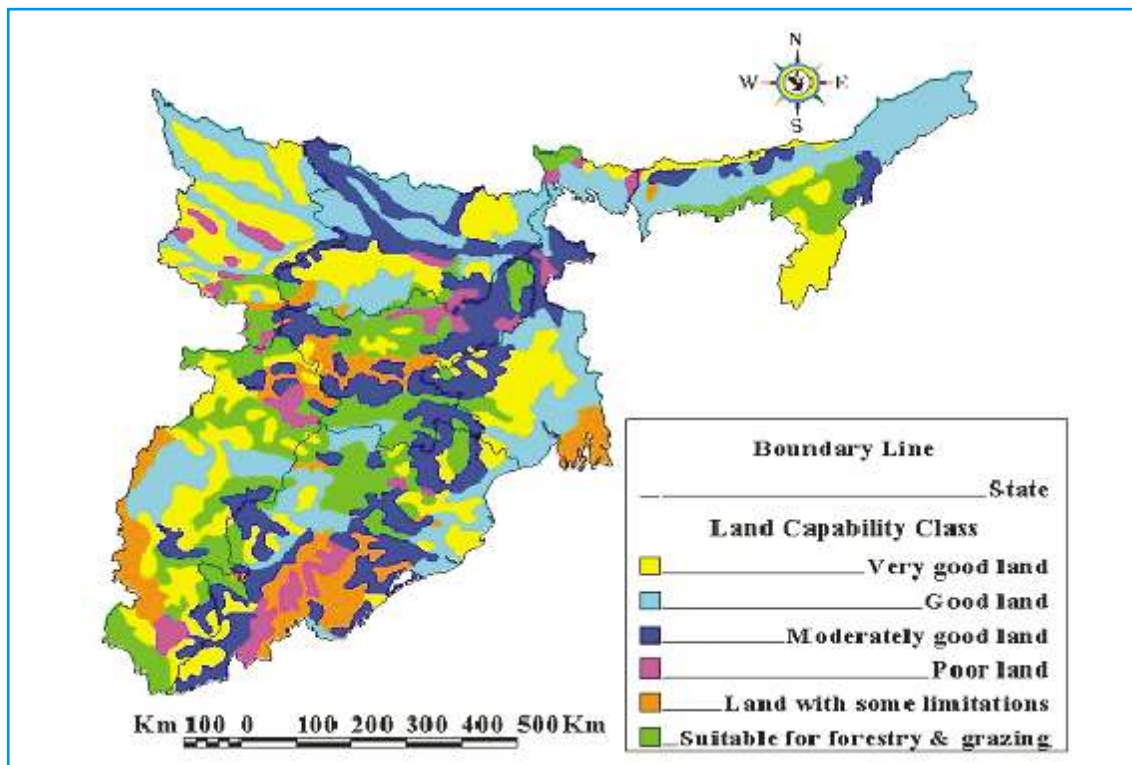 N
W E
S
Boundary Line
State
Land Capability Class
Very good land
Good land
Moderately good land
Poor land
Land with some limitations
Suitable for forestry & grazing
Km 100 0 100 200 300 400 500 Km